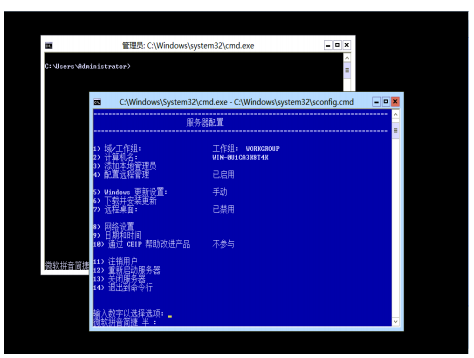 管理员: C:\Windows\system32\cmd.exe
C:\Users\Administrator>
C:\Windows\System32\cmd.exe - C:\Windows\system32\sconfig.cmd
服务器配置
1) 域/工作组: 工作组: WORKGROUP
2) 计算机名: WIN-0U1CA3K8T4N
3) 添加本地管理员
4) 配置远程管理 已启用
5) Windows 更新设置: 手动
6) 下载并安装更新
7) 远程桌面: 已禁用
8) 网络设置
9) 日期和时间
10) 通过 CEIP 帮助改进产品 不参与
11) 注销用户
12) 重新启动服务器
13) 关闭服务器
14) 退出到命令行
输入数字以选择选项:
微软拼音简捷 半 :
微软拼音简捷